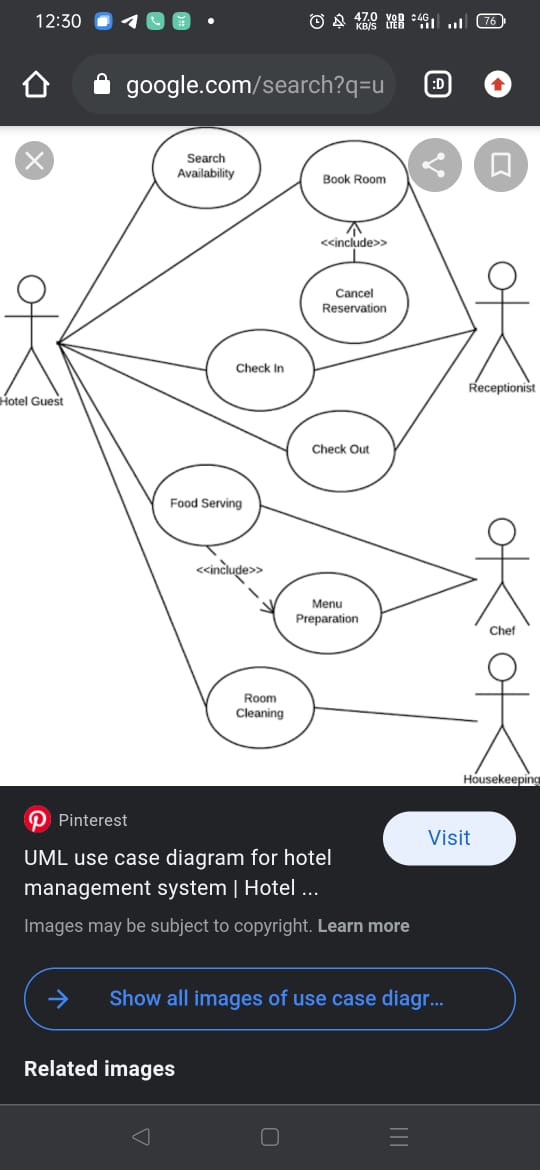 12:30
47.0 KB/S
VoD LTE 4G
76
google.com/search?q=u
:D
Search
Availability
Book Room
<<include>>
Cancel
Reservation
Hotel Guest
Receptionist
Check In
Check Out
Food Serving
<<include>>
Menu
Preparation
Chef
Room
Cleaning
Housekeeping
Pinterest
Visit
UML use case diagram for hotel
management system | Hotel ...
Images may be subject to copyright. Learn more
Show all images of use case diagr...
Related images